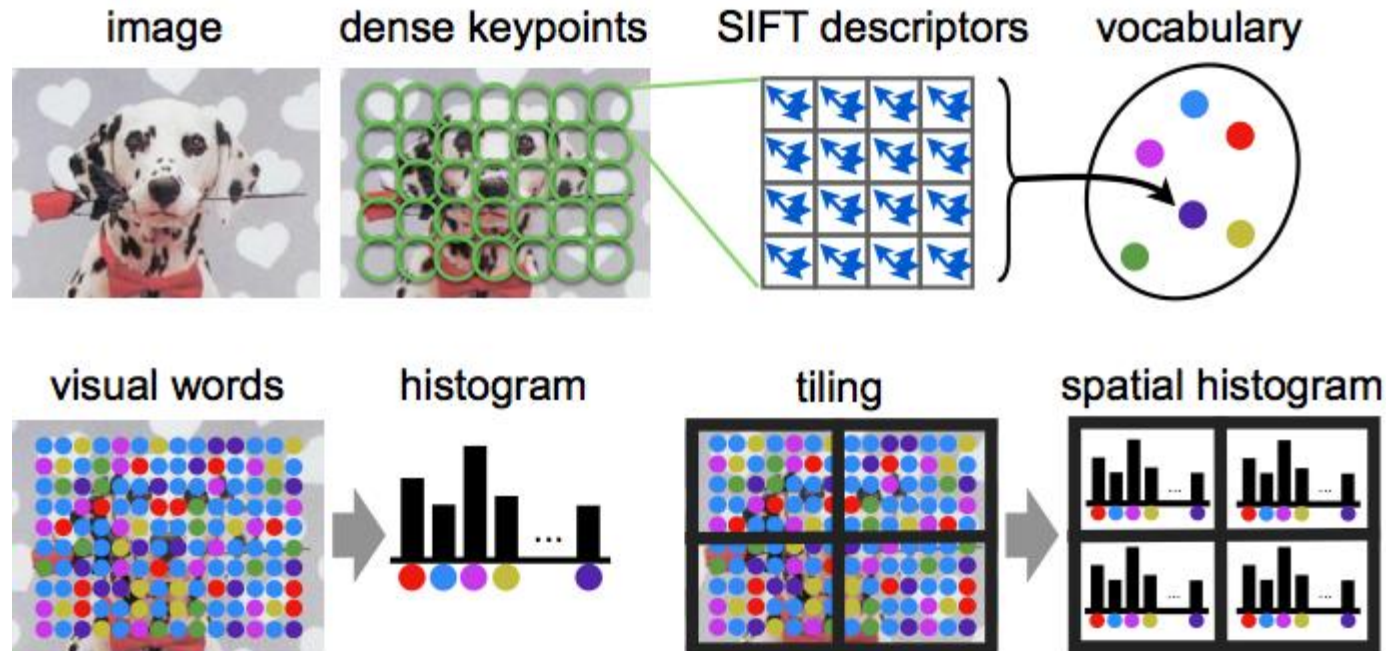 image
dense keypoints
SIFT descriptors
vocabulary
visual words
histogram
tiling
spatial histogram
...
...
...
...
...